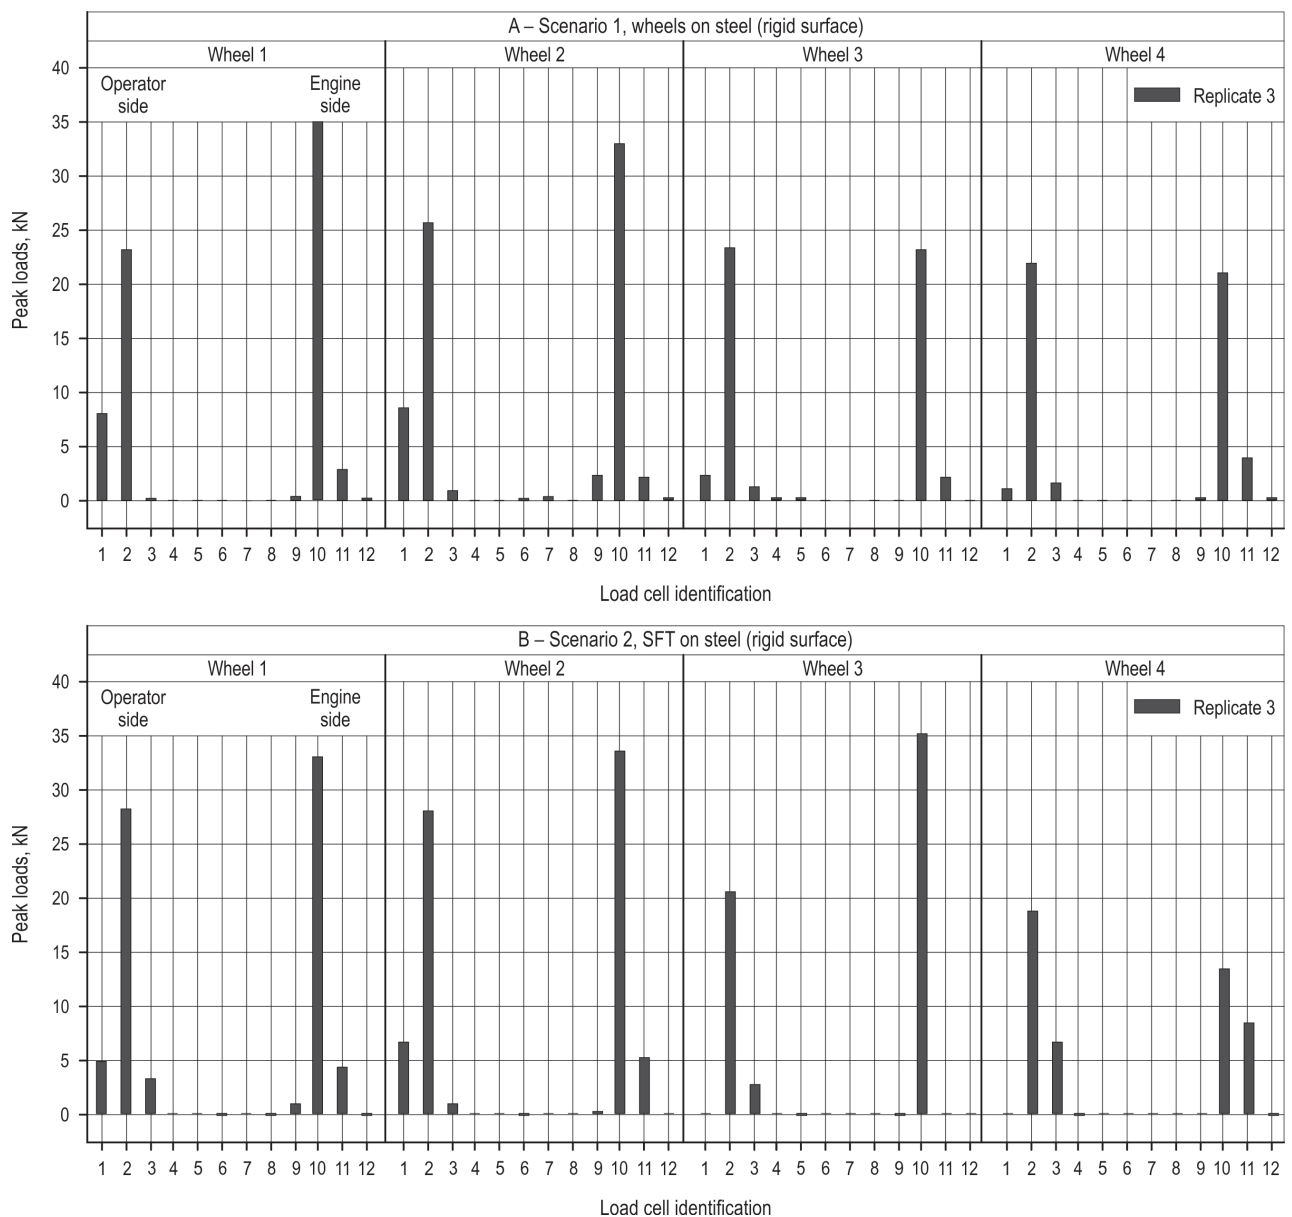 A – Scenario 1, wheels on steel (rigid surface)
Wheel 1 Wheel 2 Wheel 3 Wheel 4
Operator side
Engine side
Replicate 3
Peak loads, kN
40
35
30
25
20
15
10
5
0
1 2 3 4 5 6 7 8 9 10 11 12 1 2 3 4 5 6 7 8 9 10 11 12 1 2 3 4 5 6 7 8 9 10 11 12 1 2 3 4 5 6 7 8 9 10 11 12
Load cell identification
B – Scenario 2, SFT on steel (rigid surface)
Wheel 1 Wheel 2 Wheel 3 Wheel 4
Operator side
Engine side
Replicate 3
Peak loads, kN
40
35
30
25
20
15
10
5
0
1 2 3 4 5 6 7 8 9 10 11 12 1 2 3 4 5 6 7 8 9 10 11 12 1 2 3 4 5 6 7 8 9 10 11 12 1 2 3 4 5 6 7 8 9 10 11 12
Load cell identification